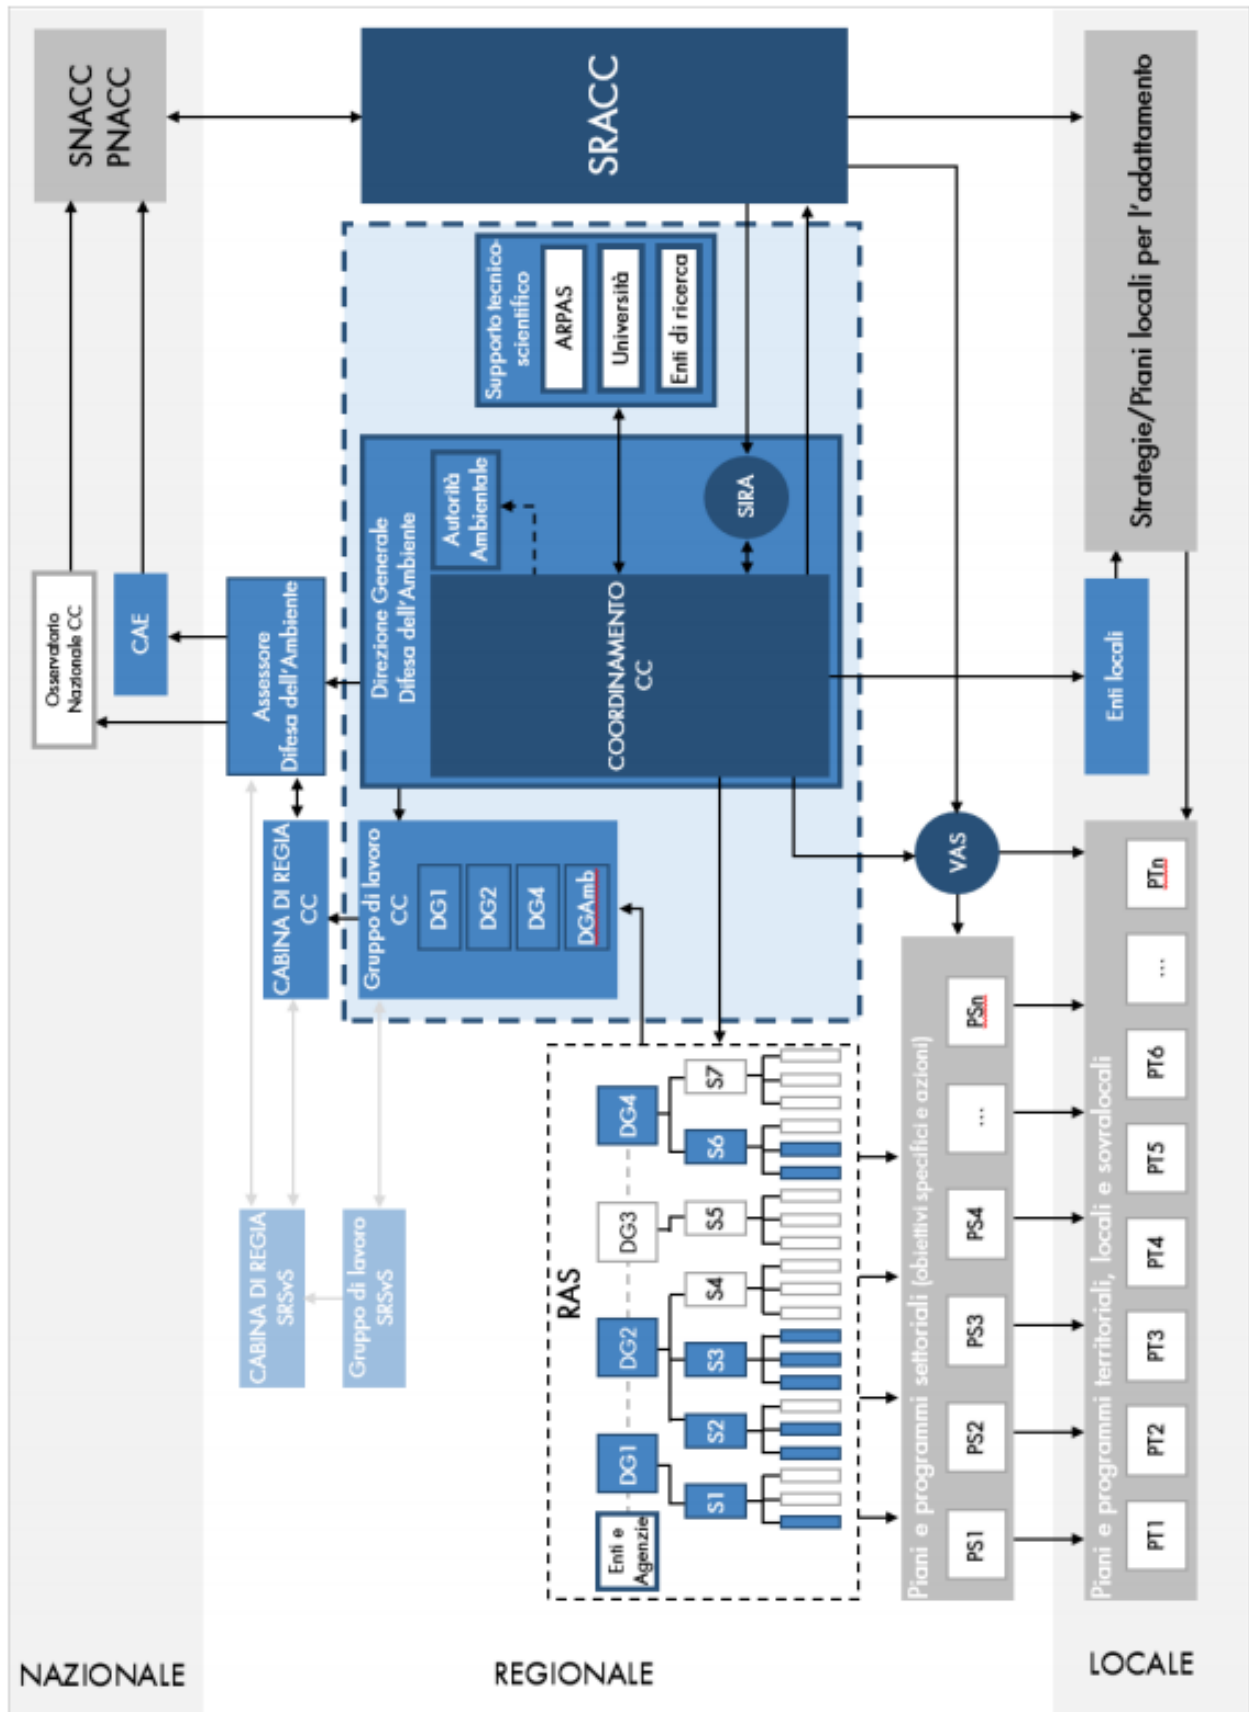 NAZIONALE
REGIONALE
LOCALE
Osservatorio
Nazionale CC
CAE
SNACC
PNACC
CABINA DI REGIA
SRSvS
Gruppo di lavoro
SRSvS
CABINA DI REGIA
CC
Assessore
Difesa dell'Ambiente
Gruppo di lavoro
CC
DG1
DG2
DG4
DGAmb
Direzione Generale
Difesa dell'Ambiente
Autorità
Ambientale
COORDINAMENTO
CC
SIRA
Supporto tecnico-
scientifico
ARPAS
Università
Enti di ricerca
SRACC
RAS
Enti e
Agenzie
DG1
DG2
DG3
DG4
S1
S2
S3
S4
S5
S6
S7
VAS
Piani e programmi settoriali (obiettivi specifici e azioni)
PS1
PS2
PS3
PS4
...
PSn
Enti locali
Strategie/Piani locali per l'adattamento
Piani e programmi territoriali, locali e sovralocali
PT1
PT2
PT3
PT4
PT5
PT6
...
PTn